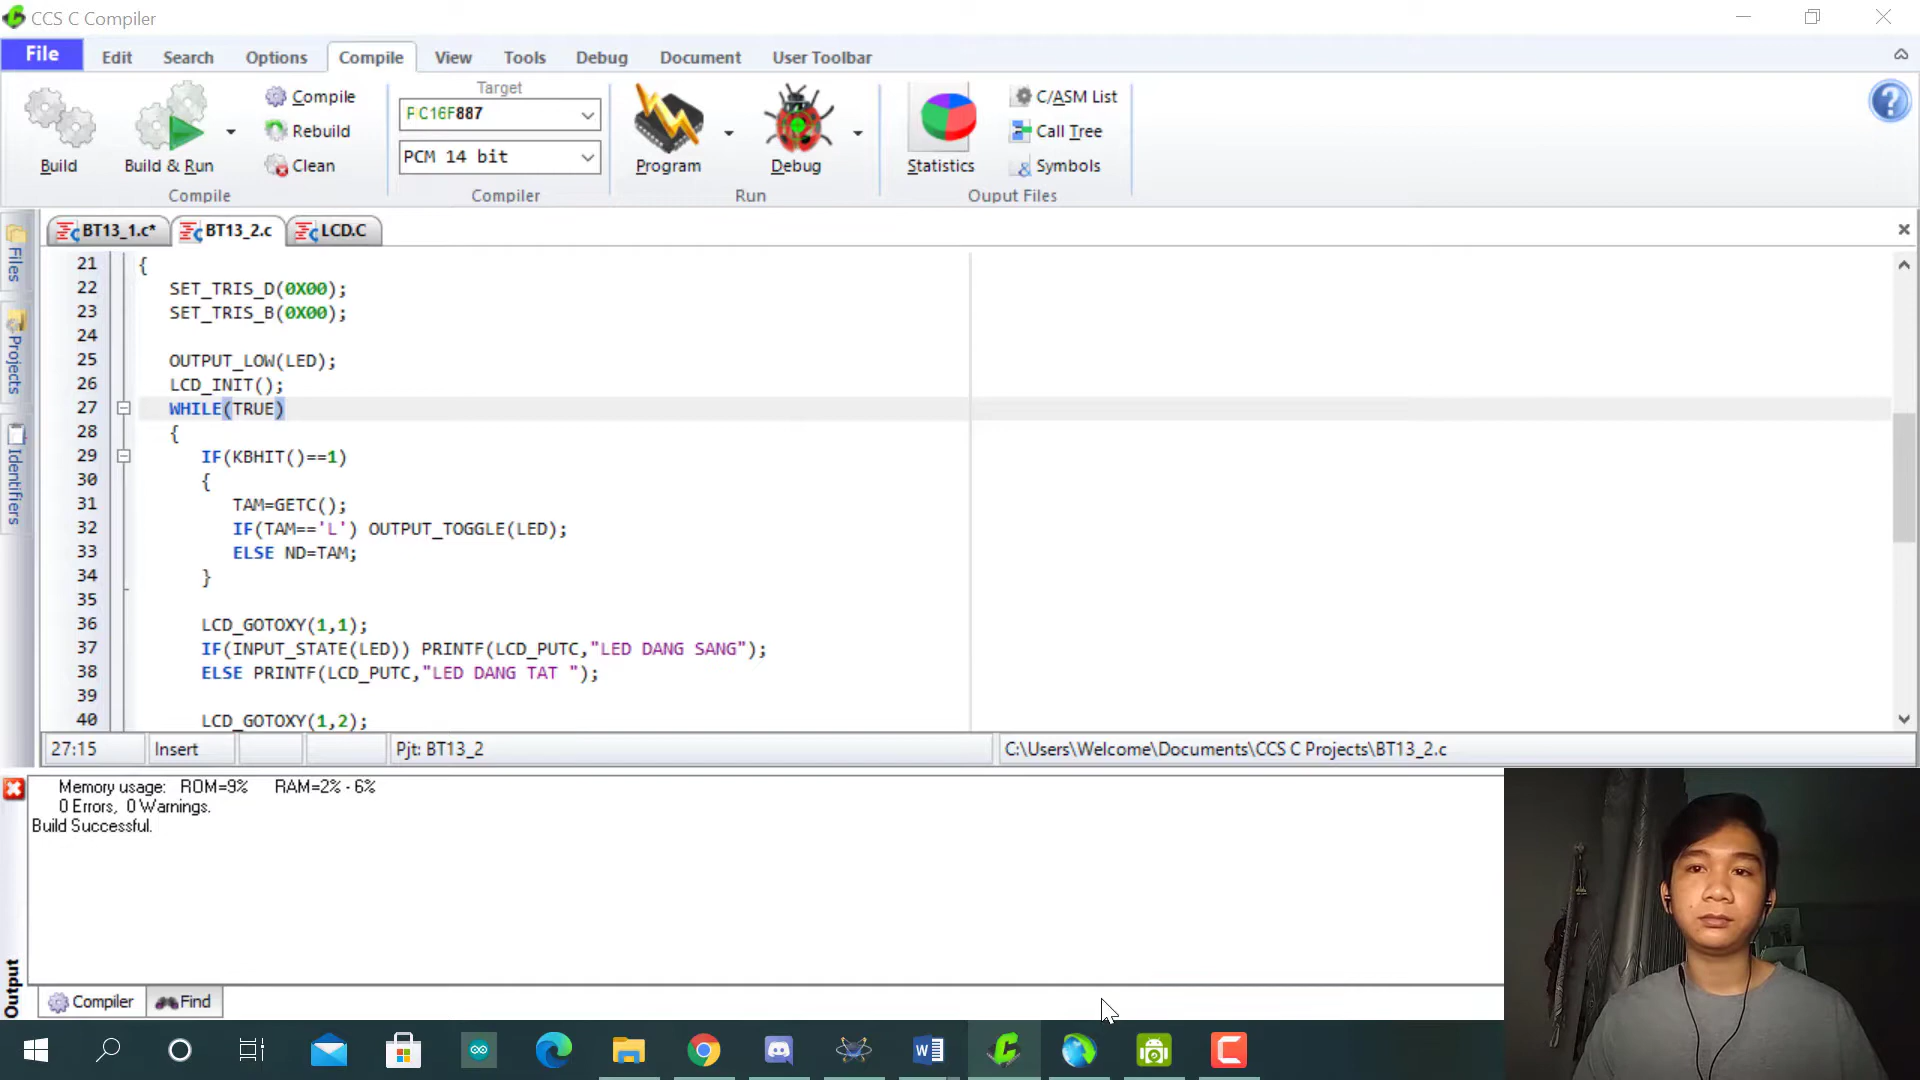 CCS C Compiler
File Edit Search Options Compile View Tools Debug Document User Toolbar
Build
Build & Run
Compile
Rebuild
Clean
Compile
Target
PIC16F887
PCM 14 bit
Compiler
Program
Debug
Run
Statistics
C/ASM List
Call Tree
Symbols
Ouput Files
Files
Projects
Identifiers
BT13_1.c* BT13_2.c LCD.C
21 {
22 SET_TRIS_D(0X00);
23 SET_TRIS_B(0X00);
24
25 OUTPUT_LOW(LED);
26 LCD_INIT();
27 WHILE(TRUE)
28 {
29 IF(KBHIT()==1)
30 {
31 TAM=GETC();
32 IF(TAM=='L') OUTPUT_TOGGLE(LED);
33 ELSE ND=TAM;
34 }
35
36 LCD_GOTOXY(1,1);
37 IF(INPUT_STATE(LED)) PRINTF(LCD_PUTC,"LED DANG SANG");
38 ELSE PRINTF(LCD_PUTC,"LED DANG TAT ");
39
40 LCD_GOTOXY(1,2);
27:15 Insert Pjt: BT13_2 C:\Users\Welcome\Documents\CCS C Projects\BT13_2.c
Memory usage: ROM=9% RAM=2% - 6%
0 Errors, 0 Warnings.
Build Successful.
Output
Compiler Find